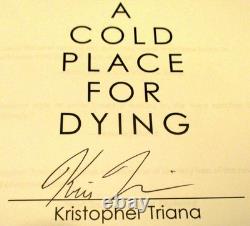 A
COLD
PLACE
FOR
DYING
Kristopher Triana